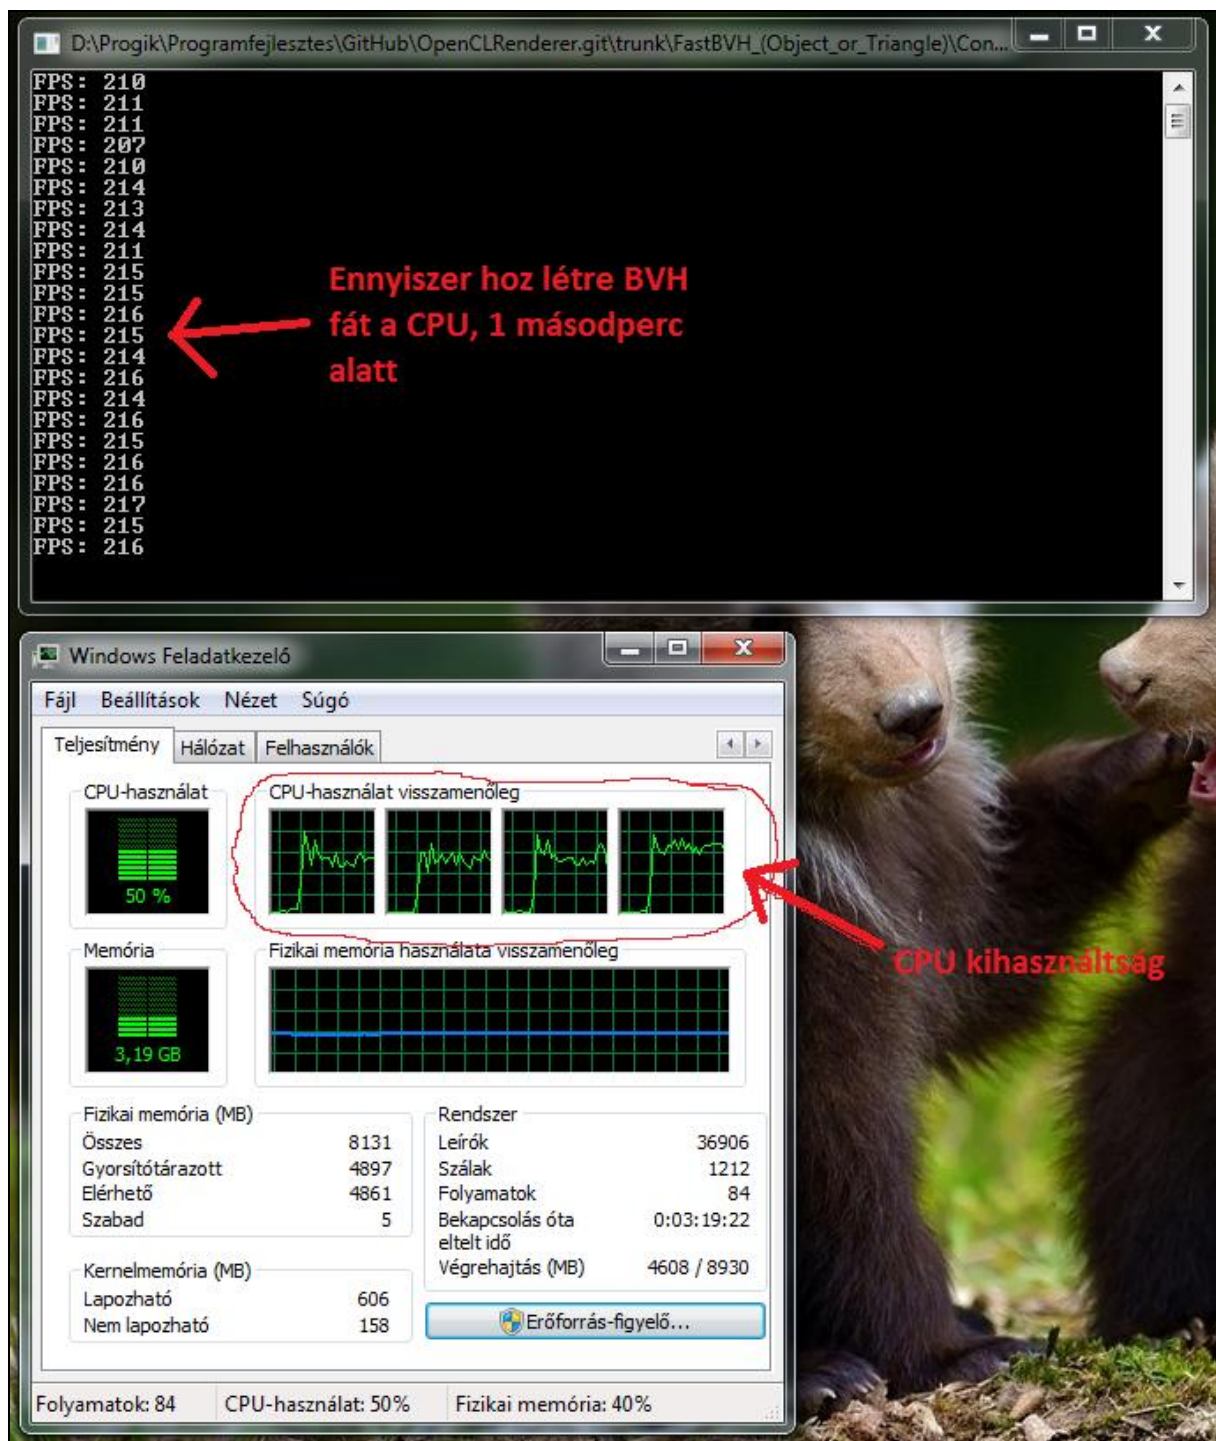 D:\Progik\Programfejlesztes\GitHub\OpenCLRenderer.git\trunk\FastBVH_(Object_or_Triangle)\Con...
FPS: 210
FPS: 211
FPS: 211
FPS: 207
FPS: 210
FPS: 214
FPS: 213
FPS: 214
FPS: 211
FPS: 215
FPS: 215
FPS: 216
FPS: 215
FPS: 214
FPS: 216
FPS: 214
FPS: 216
FPS: 215
FPS: 216
FPS: 216
FPS: 217
FPS: 215
FPS: 216
Ennyiszer hoz létre BVH
fát a CPU, 1 másodperc
alatt
Windows Feladatkezelő
Fájl Beállítások Nézet Súgó
Teljesítmény Hálózat Felhasználók
CPU-használat CPU-használat visszamenőleg
50 %
CPU kihasználtság
Memória Fizikai memória használata visszamenőleg
3,19 GB
Fizikai memória (MB)
Összes 8131
Gyorsítótárazott 4897
Elérhető 4861
Szabad 5
Kernelmemória (MB)
Lapozható 606
Nem lapozható 158
Rendszer
Leírók 36906
Szálak 1212
Folyamatok 84
Bekapcsolás óta 0:03:19:22
eltelt idő
Végrehajtás (MB) 4608 / 8930
Erőforrás-figyelő...
Folyamatok: 84 CPU-használat: 50% Fizikai memória: 40%